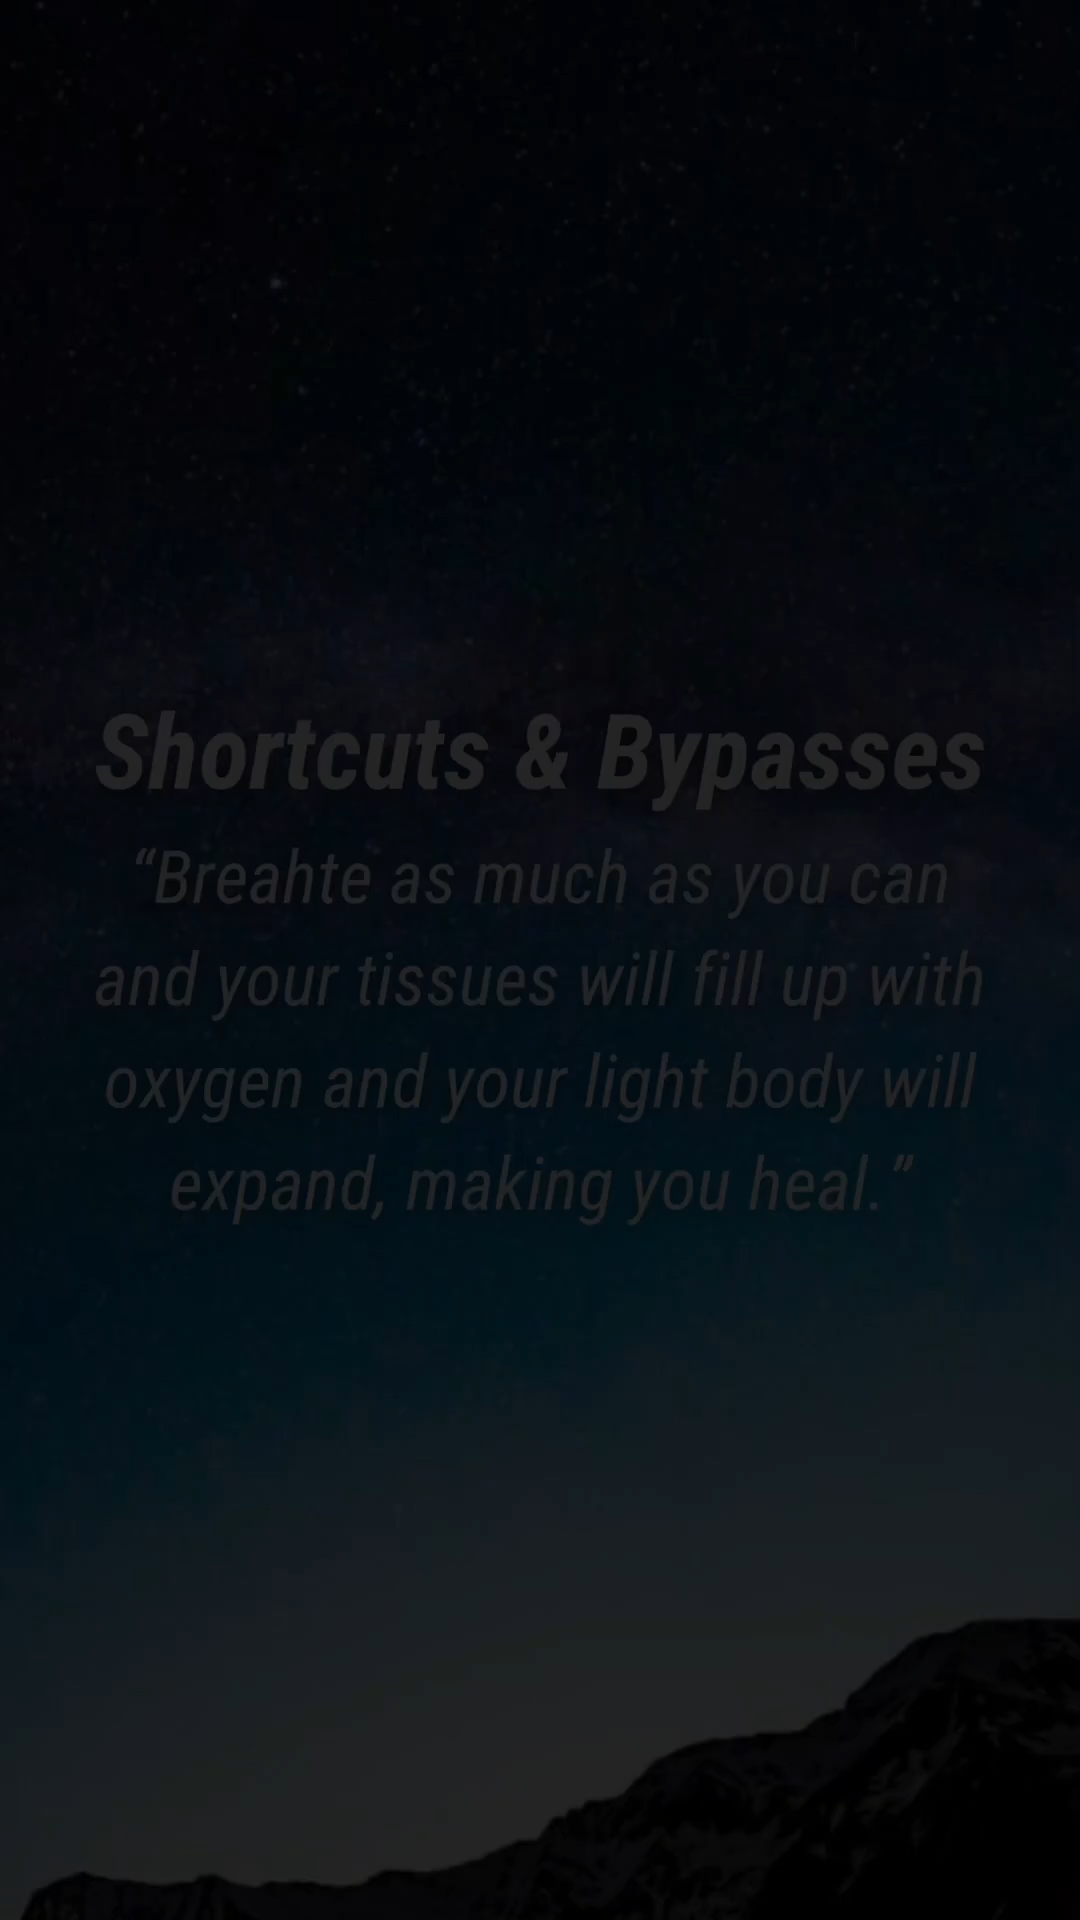 Shortcuts & Bypasses
“Breahte as much as you can
and your tissues will fill up with
oxygen and your light body will
expand, making you heal.”